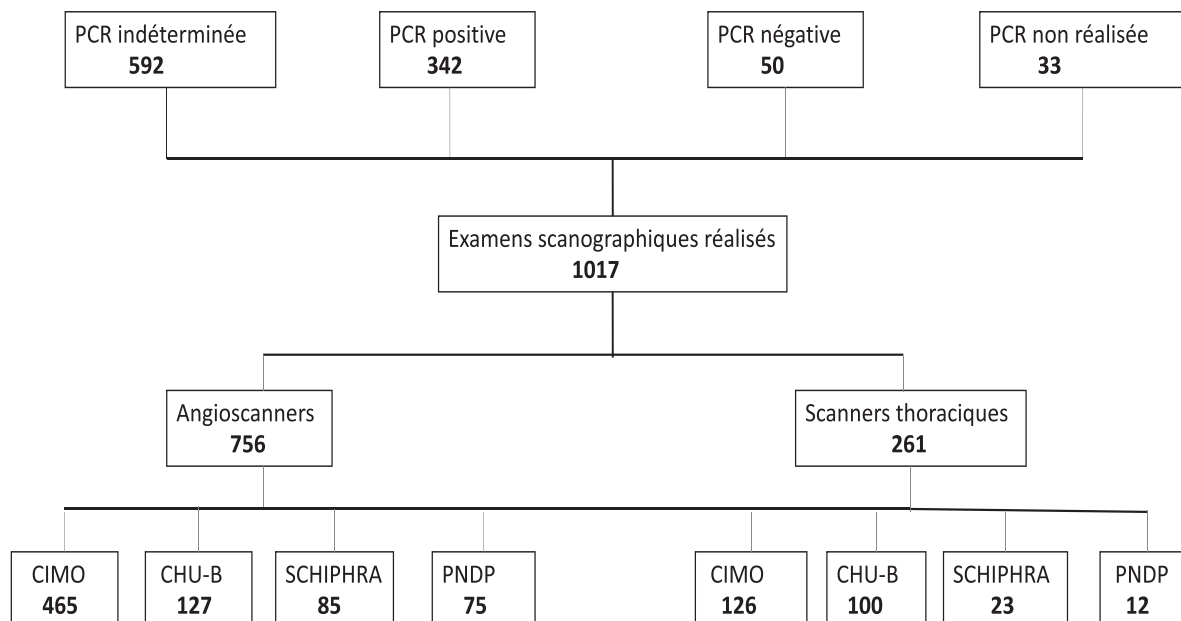 PCR indéterminée
592
PCR positive
342
PCR négative
50
PCR non réalisée
33
Examens scanographiques réalisés
1017
Angioscanners
756
Scanners thoraciques
261
CIMO
465
CHU-B
127
SCHIPHRA
85
PNDP
75
CIMO
126
CHU-B
100
SCHIPHRA
23
PNDP
12